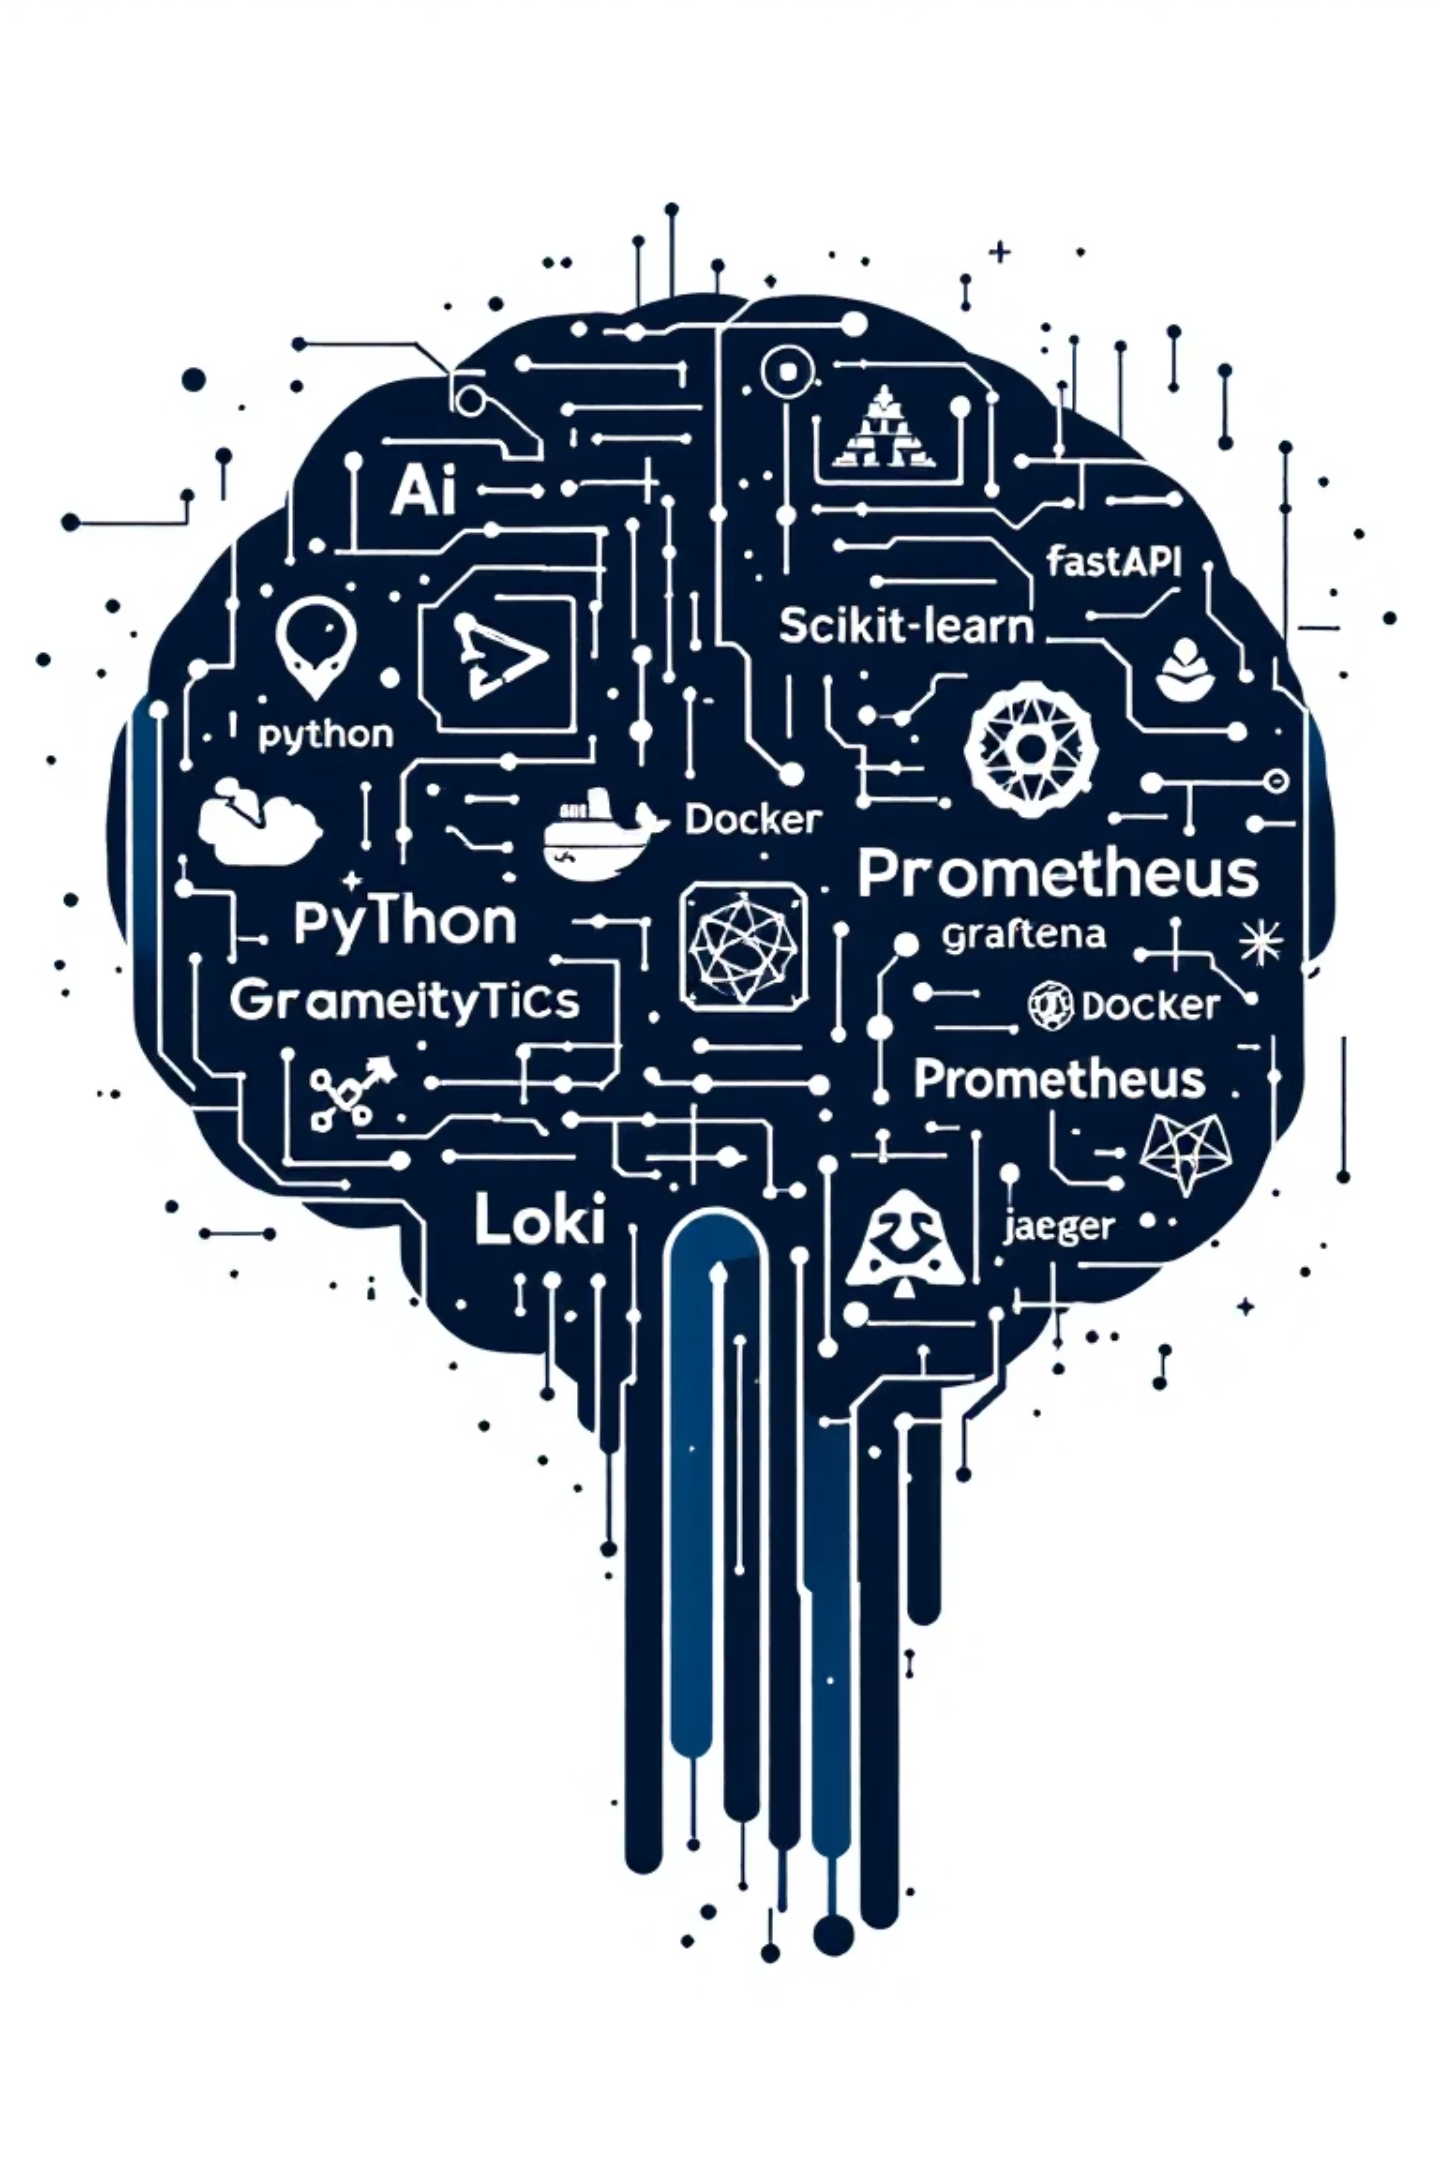 Ai
fastAPI
Scikit-learn
python
Docker
Prometheus
PyThon
graftena
GrameityTiCs
Docker
Prometheus
Loki
jaeger